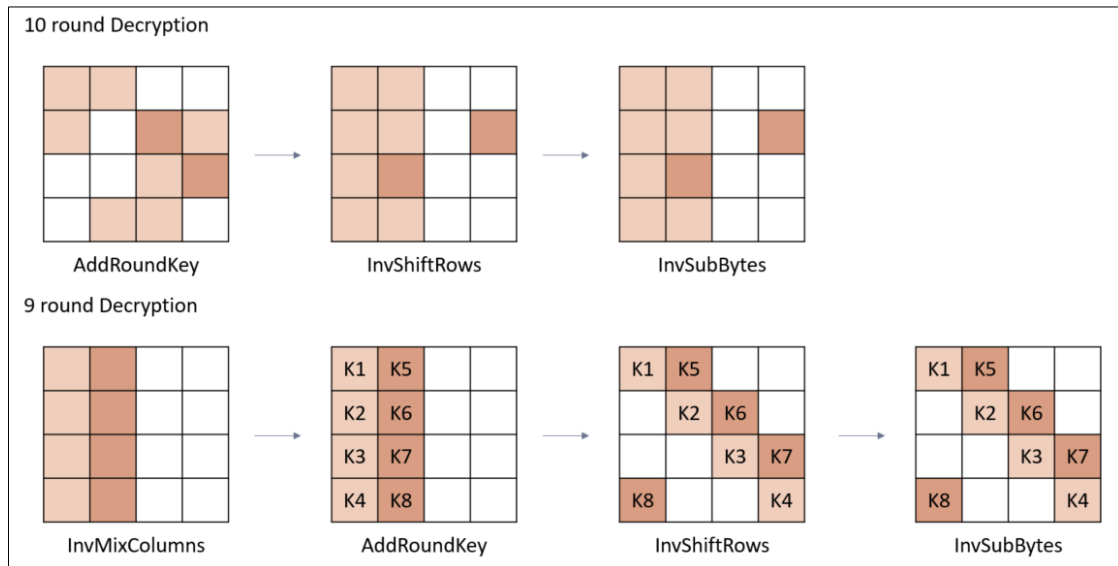 10 round Decryption
AddRoundKey InvShiftRows InvSubBytes
9 round Decryption
K1 K5 K1 K5 K1 K5
K2 K6 K2 K6 K2 K6
K3 K7 K3 K7 K3 K7
K4 K8 K8 K4 K8 K4
InvMixColumns AddRoundKey InvShiftRows InvSubBytes